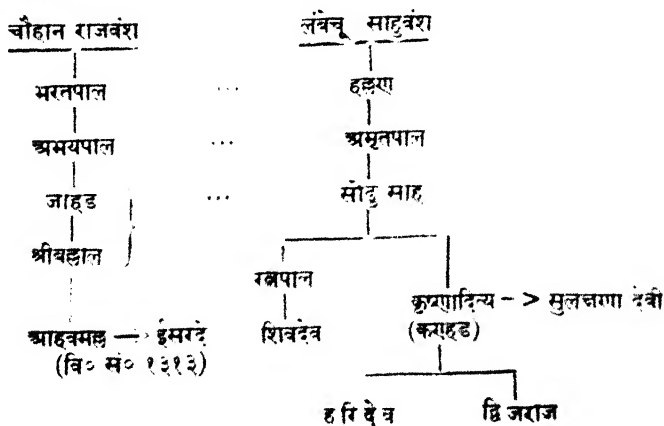 चौहान राजवंश लंबेचू साहुवंश
भरतपाल ... हल्लण
अभयपाल ... अमृतपाल
जाहड ... सोढु साह
श्रीबल्लाल
रत्नपाल
कृष्णादित्य -> सुलक्षणा देवी
आहवमल्ल -> ईसरदे शिवदेव (कराहड)
(वि० सं० १३१३)
हरिदेव द्विजराज